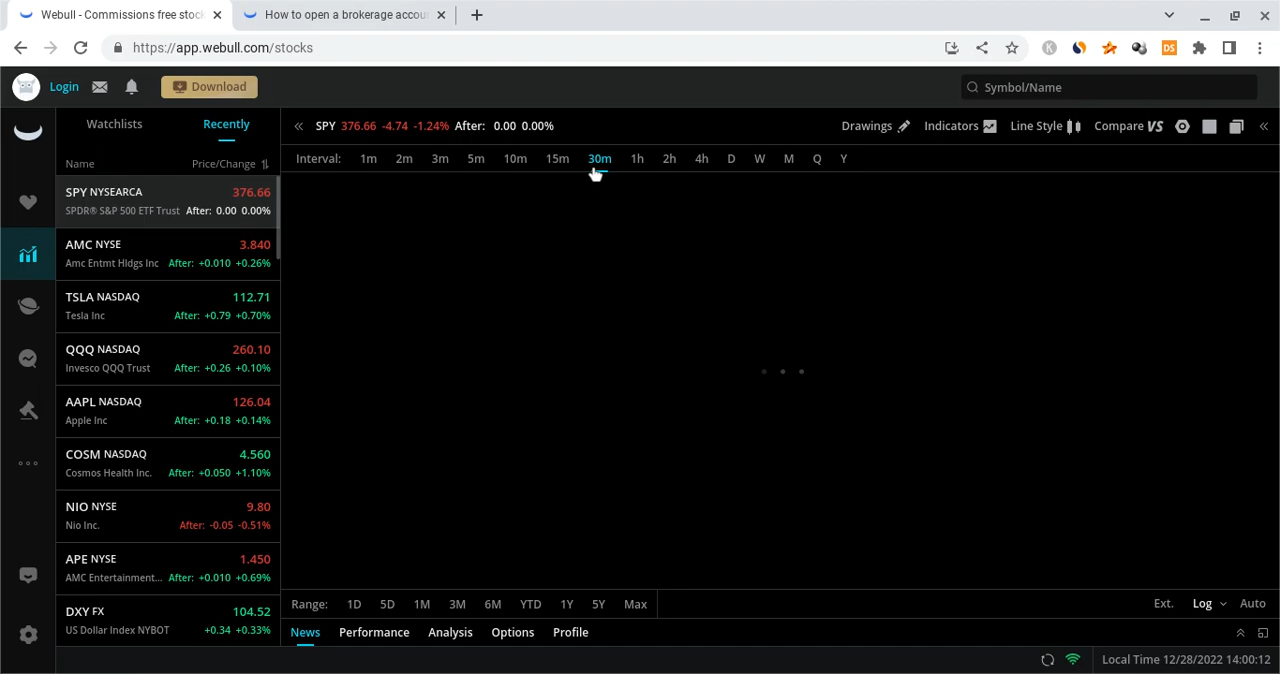 Webull - Commissions free stock
How to open a brokerage accou
https://app.webull.com/stocks
K
DS
Login
Download
Symbol/Name
Watchlists
Recently
Name
Price/Change
SPY NYSEARCA 376.66
SPDR® S&P 500 ETF Trust After: 0.00 0.00%
AMC NYSE 3.840
Amc Entmt Hldgs Inc After: +0.010 +0.26%
TSLA NASDAQ 112.71
Tesla Inc After: +0.79 +0.70%
QQQ NASDAQ 260.10
Invesco QQQ Trust After: +0.26 +0.10%
AAPL NASDAQ 126.04
Apple Inc After: +0.18 +0.14%
COSM NASDAQ 4.560
Cosmos Health Inc. After: +0.050 +1.10%
NIO NYSE 9.80
Nio Inc. After: -0.05 -0.51%
APE NYSE 1.450
AMC Entertainment... After: +0.010 +0.69%
DXY FX 104.52
US Dollar Index NYBOT +0.34 +0.33%
SPY 376.66 -4.74 -1.24% After: 0.00 0.00%
Drawings Indicators Line Style Compare VS
Interval: 1m 2m 3m 5m 10m 15m 30m 1h 2h 4h D W M Q Y
Range: 1D 5D 1M 3M 6M YTD 1Y 5Y Max
Ext. Log Auto
News Performance Analysis Options Profile
Local Time 12/28/2022 14:00:12